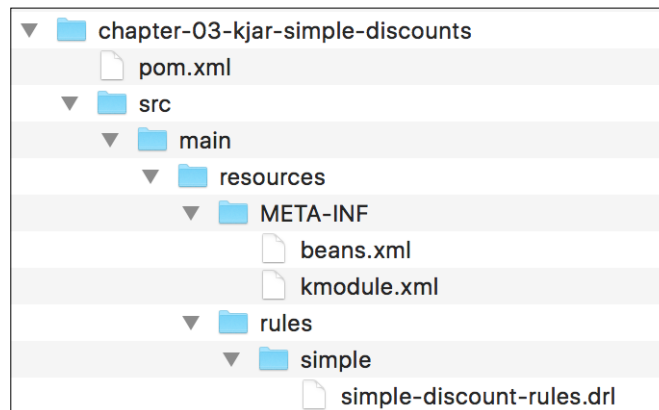 chapter-03-kjar-simple-discounts
pom.xml
src
main
resources
META-INF
beans.xml
kmodule.xml
rules
simple
simple-discount-rules.drl